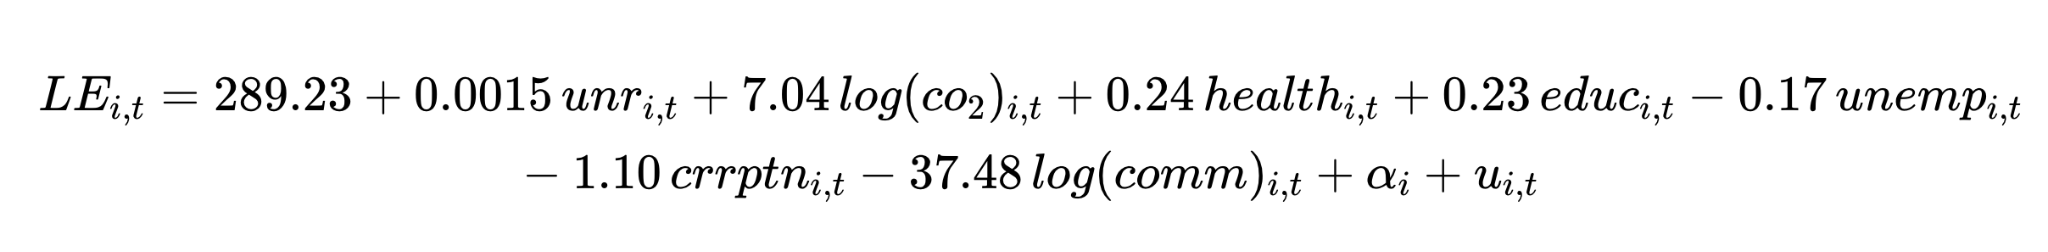 LE_{i,t} = 289.23 + 0.0015 unr_{i,t} + 7.04 log(co_2)_{i,t} + 0.24 health_{i,t} + 0.23 educ_{i,t} − 0.17 unemp_{i,t}
− 1.10 crrptn_{i,t} − 37.48 log(comm)_{i,t} + α_i + u_{i,t}